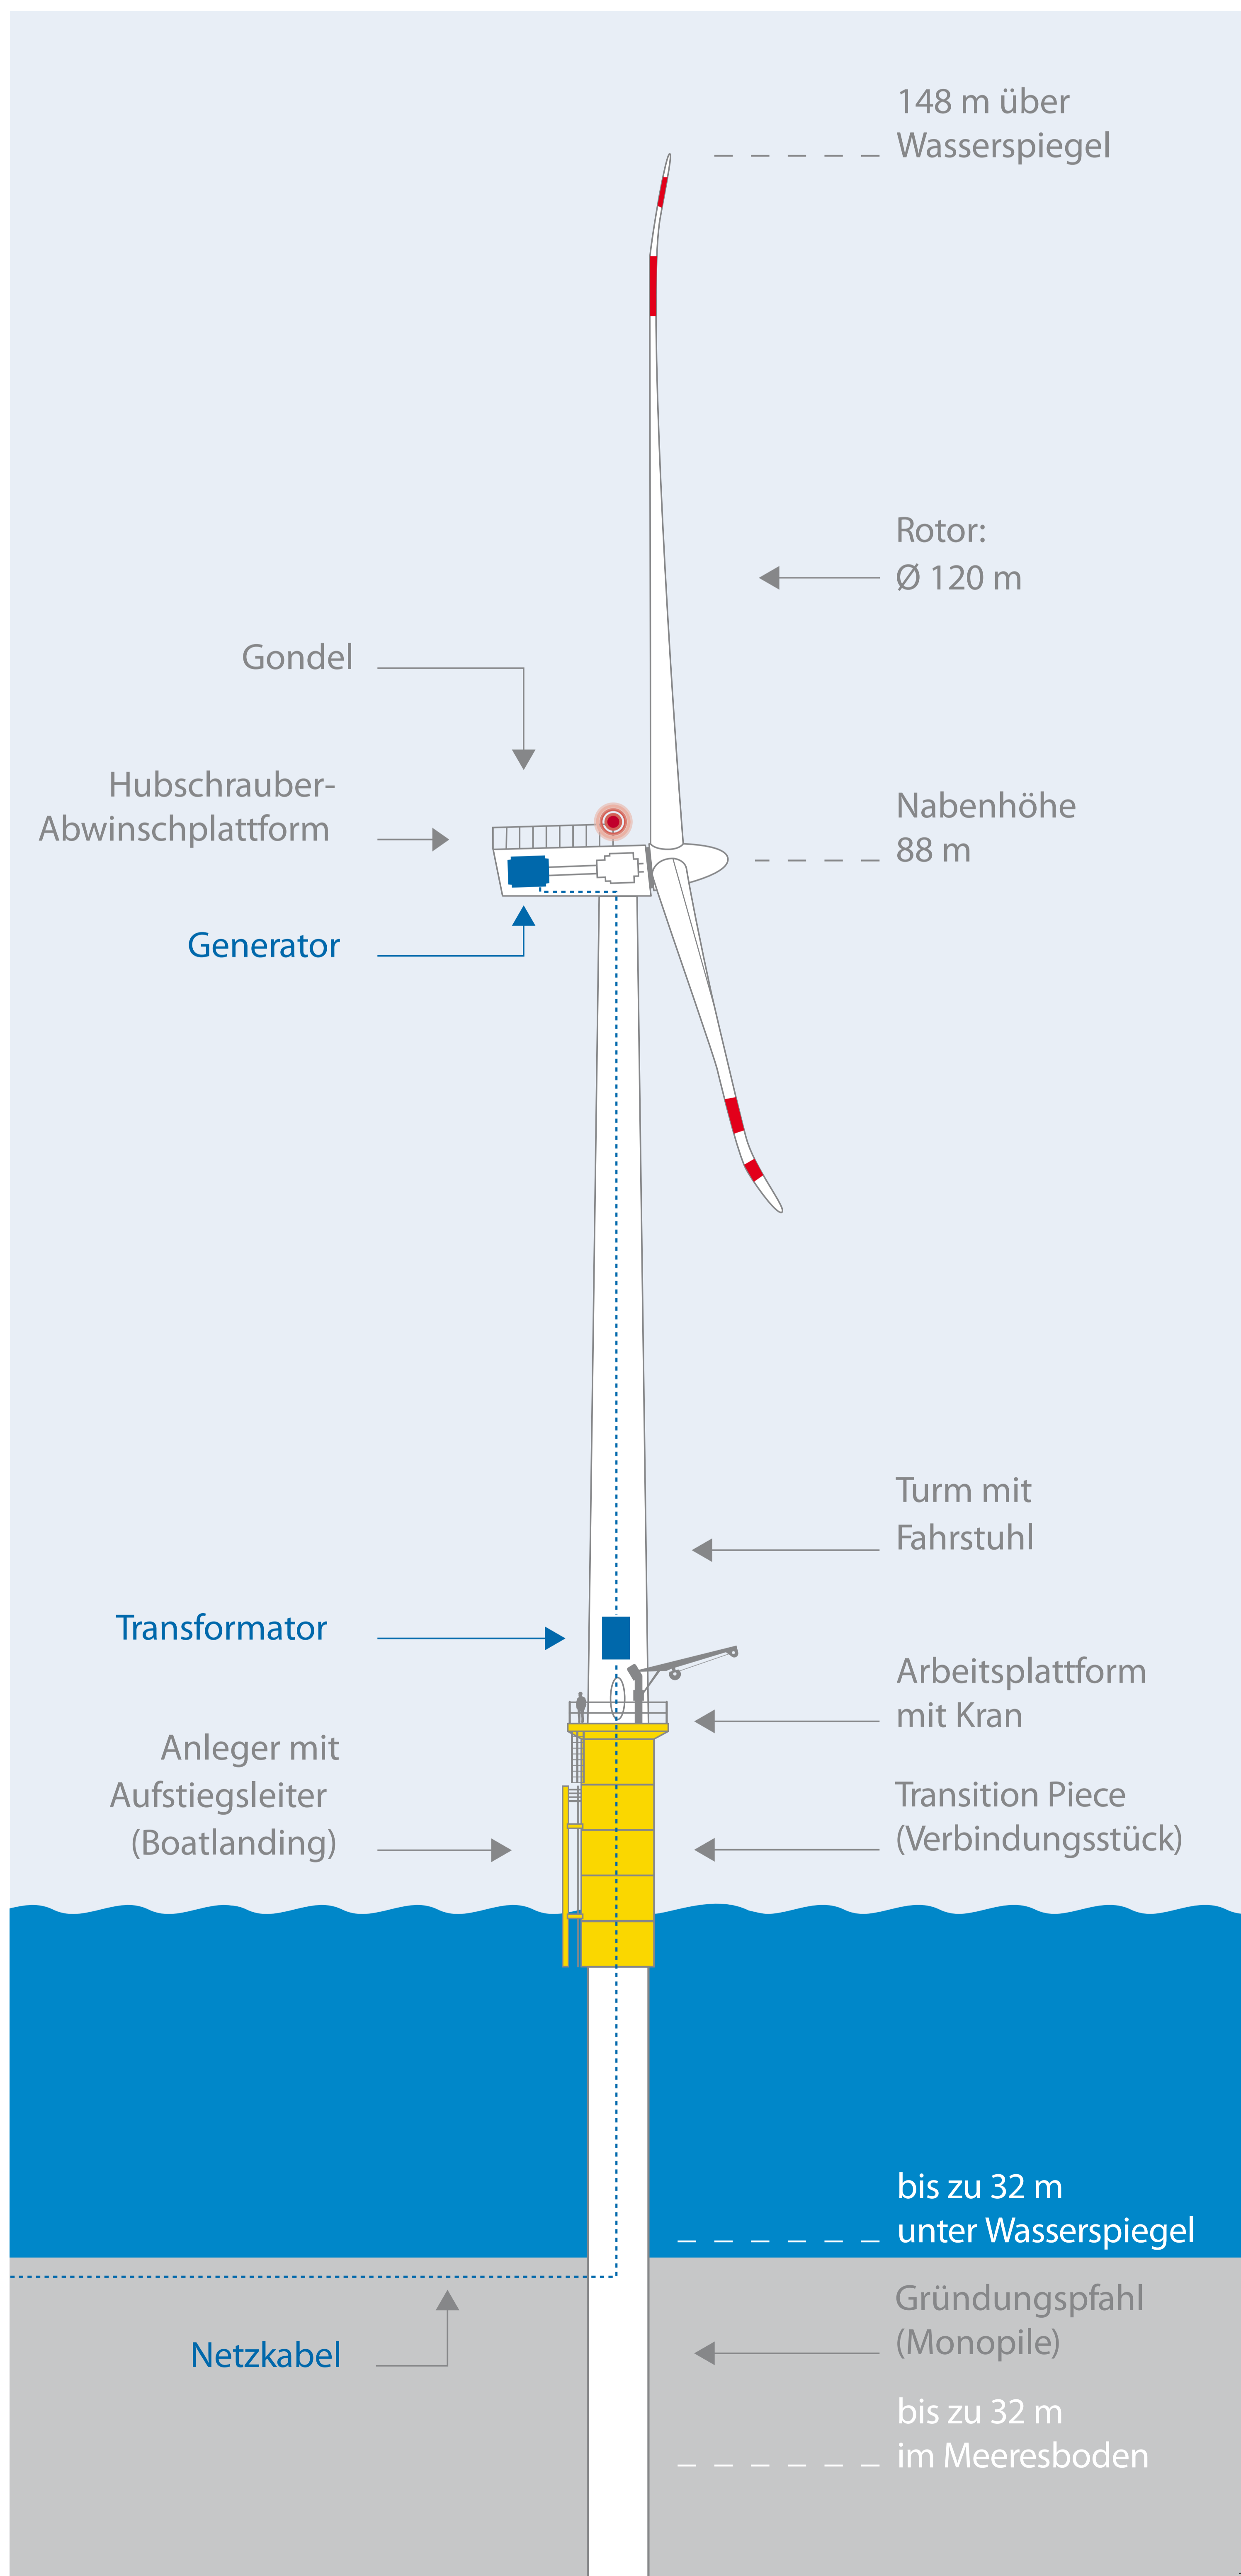 148 m über
Wasserspiegel
Rotor:
Ø 120 m
Gondel
Hubschrauber-
Abwinschplattform
Nabenhöhe
88 m
Generator
Turm mit
Fahrstuhl
Transformator
Arbeitsplattform
mit Kran
Anleger mit
Aufstiegsleiter
(Boatlanding)
Transition Piece
(Verbindungsstück)
bis zu 32 m
unter Wasserspiegel
Gründungspfahl
(Monopile)
Netzkabel
bis zu 32 m
im Meeresboden